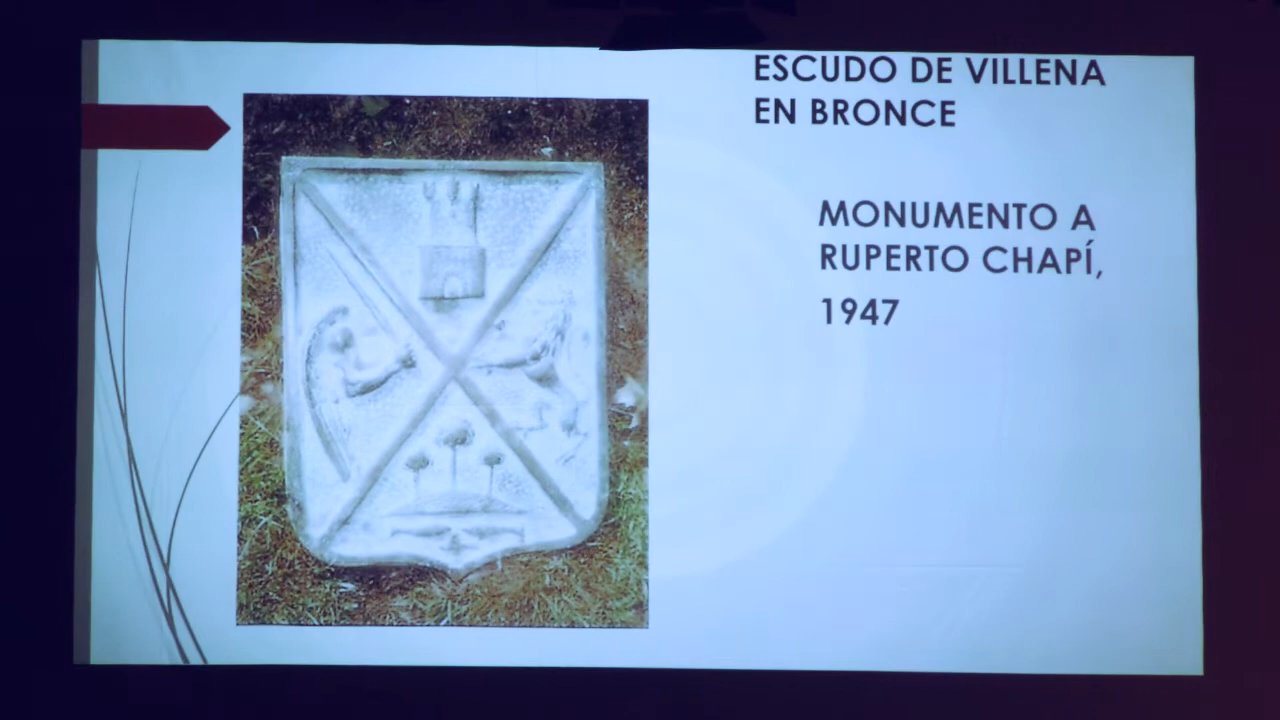 ESCUDO DE VILLENA
EN BRONCE
MONUMENTO A
RUPERTO CHAPÍ,
1947